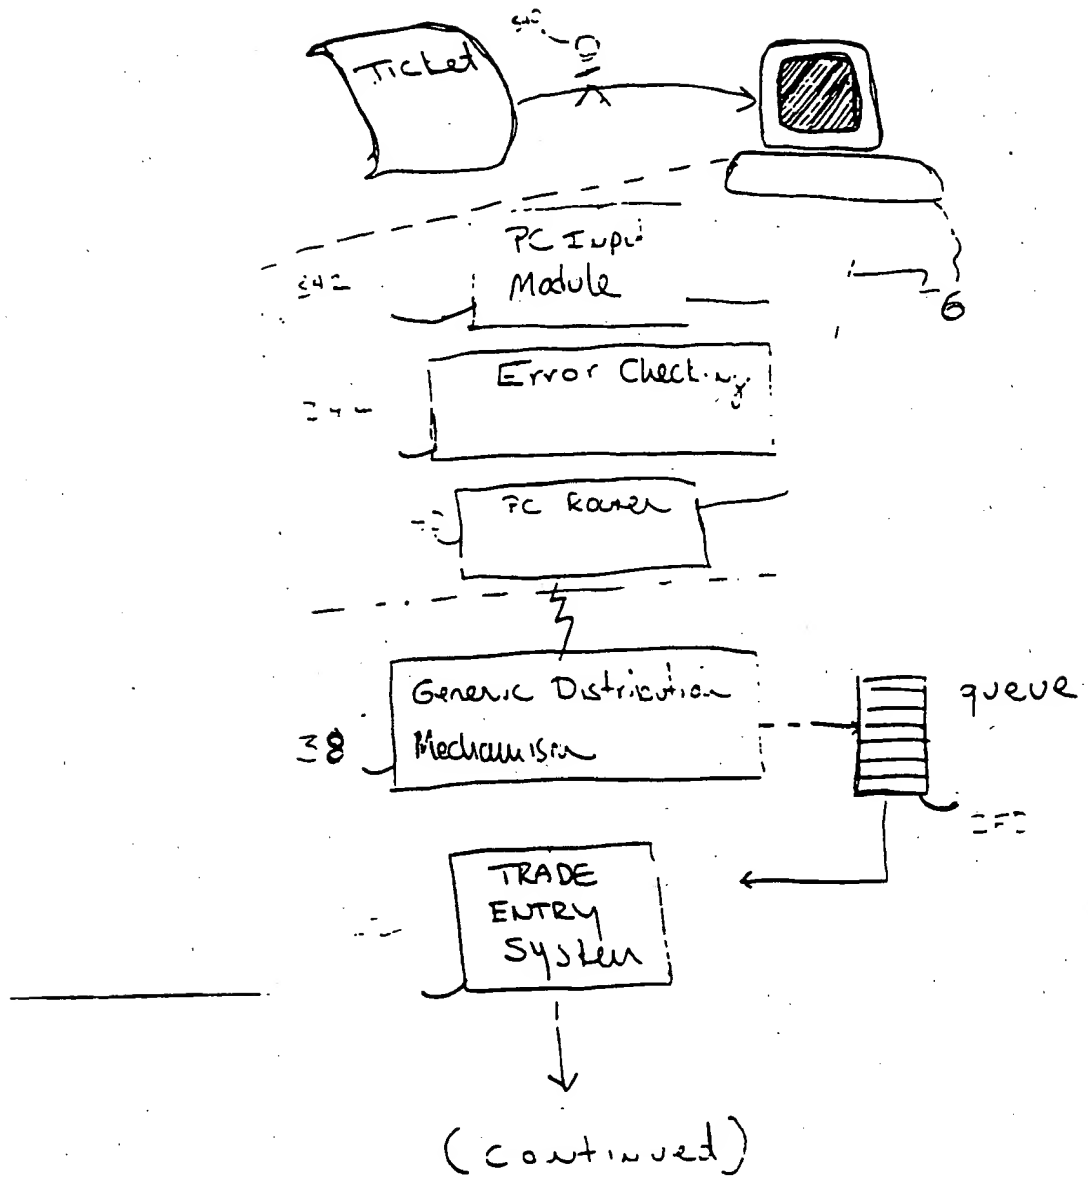 Ticket
PC Input
Module
6
Error Checking
PC Router
Generic Distribution
Mechanism
queue
38
TRADE
ENTRY
System
(continued)